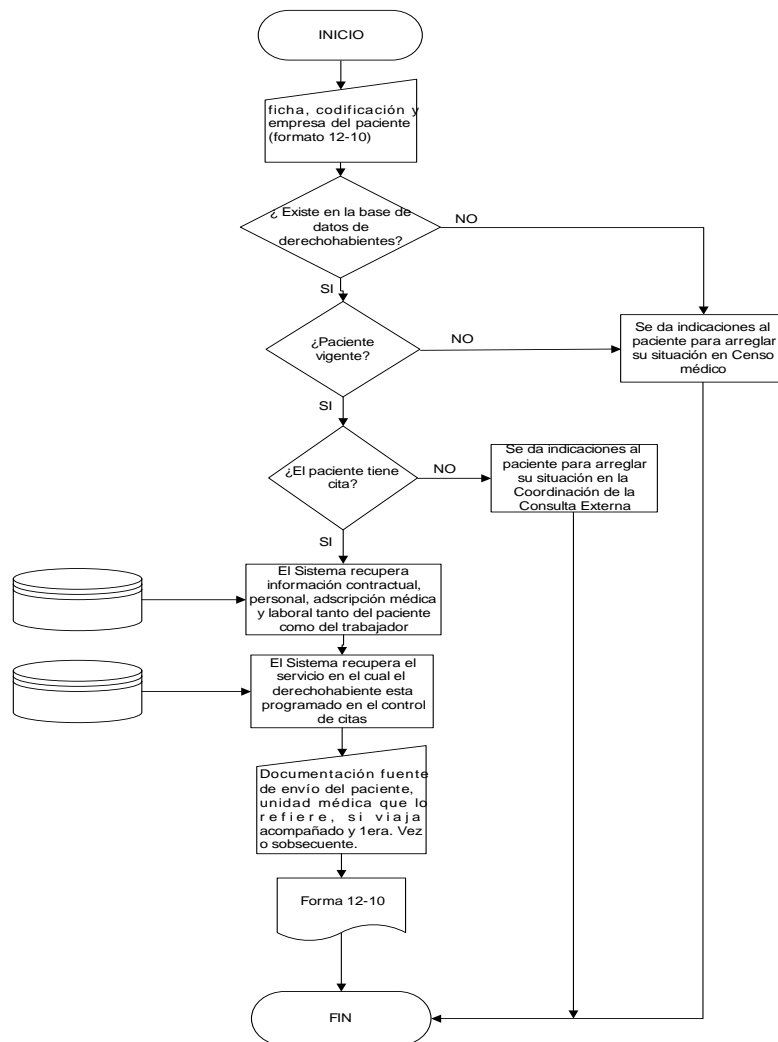 INICIO
ficha, codificación y
empresa del paciente
(formato 12-10)
¿ Existe en la base de
datos de
derechohabientes?
NO
SI
¿Paciente
vigente?
NO
Se da indicaciones al
paciente para arreglar
su situación en Censo
médico
SI
¿El paciente tiene
cita?
NO
Se da indicaciones al
paciente para arreglar
su situación en la
Coordinación de la
Consulta Externa
SI
El Sistema recupera
información contractual,
personal, adscripción médica
y laboral tanto del paciente
como del trabajador
El Sistema recupera el
servicio en el cual el
derechohabiente esta
programado en el control
de citas
Documentación fuente
de envío del paciente,
unidad médica que lo
refiere, si viaja
acompañado y 1era. Vez
o sobsecuente.
Forma 12-10
FIN